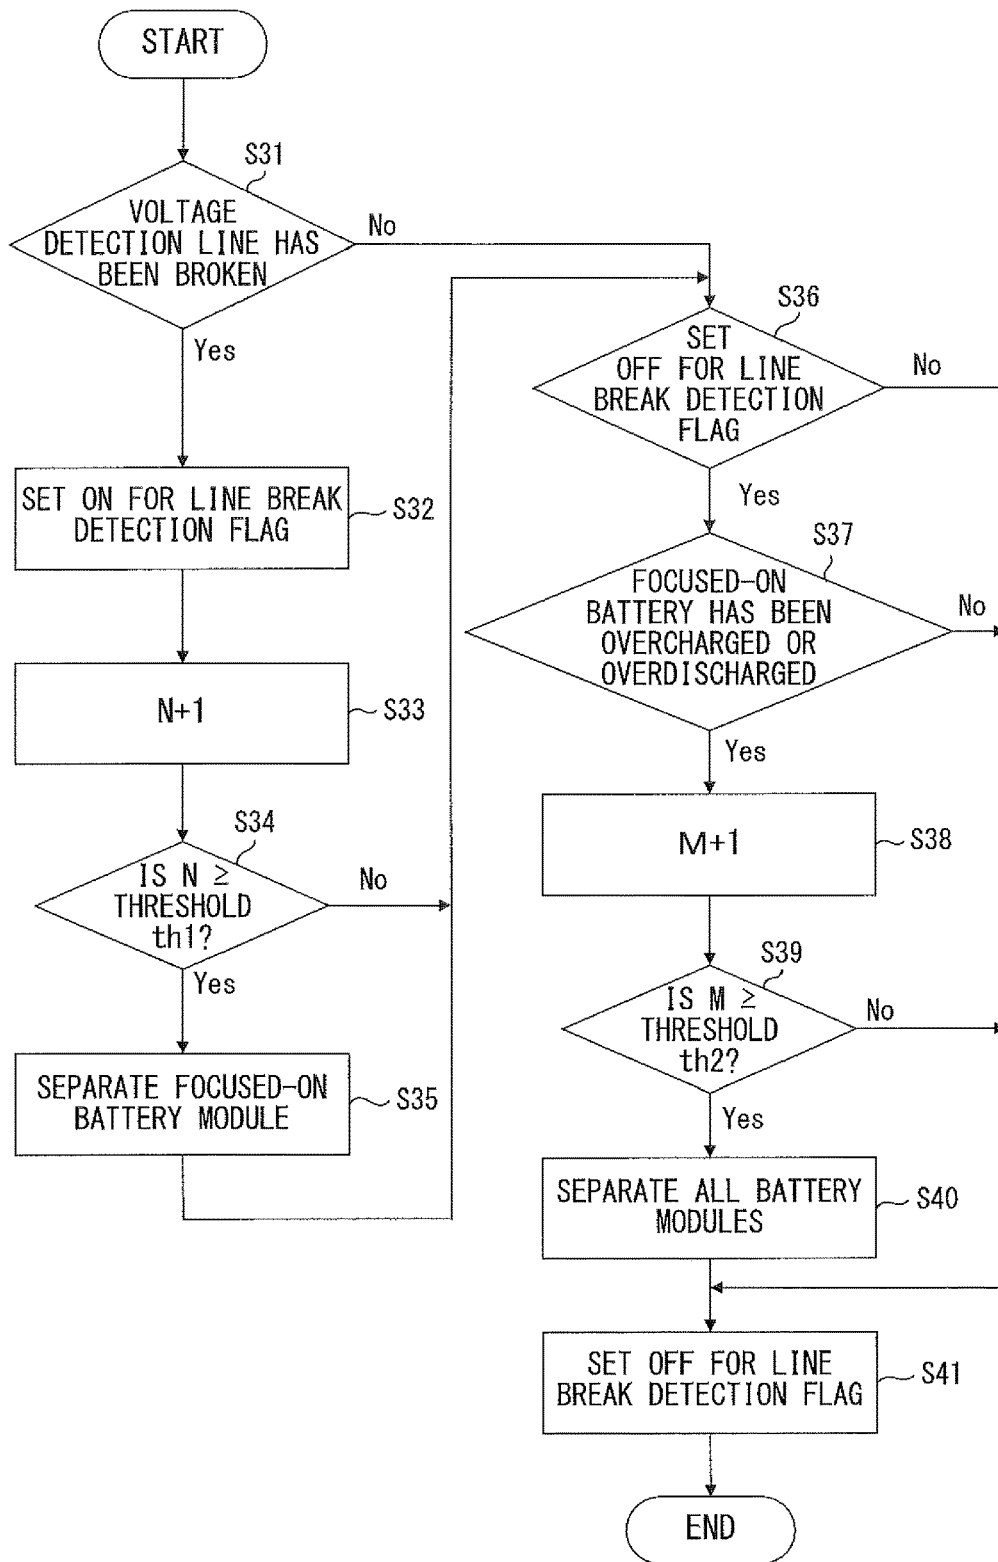 START
S31
VOLTAGE
DETECTION LINE HAS
BEEN BROKEN
No
Yes
SET ON FOR LINE BREAK
DETECTION FLAG
S32
N+1
S33
S34
IS N ≥
THRESHOLD
th1?
No
Yes
SEPARATE FOCUSED-ON
BATTERY MODULE
S35
S36
SET
OFF FOR LINE
BREAK DETECTION
FLAG
No
Yes
S37
FOCUSED-ON
BATTERY HAS BEEN
OVERCHARGED OR
OVERDISCHARGED
No
Yes
M+1
S38
S39
IS M ≥
THRESHOLD
th2?
No
Yes
SEPARATE ALL BATTERY
MODULES
S40
SET OFF FOR LINE
BREAK DETECTION FLAG
S41
END